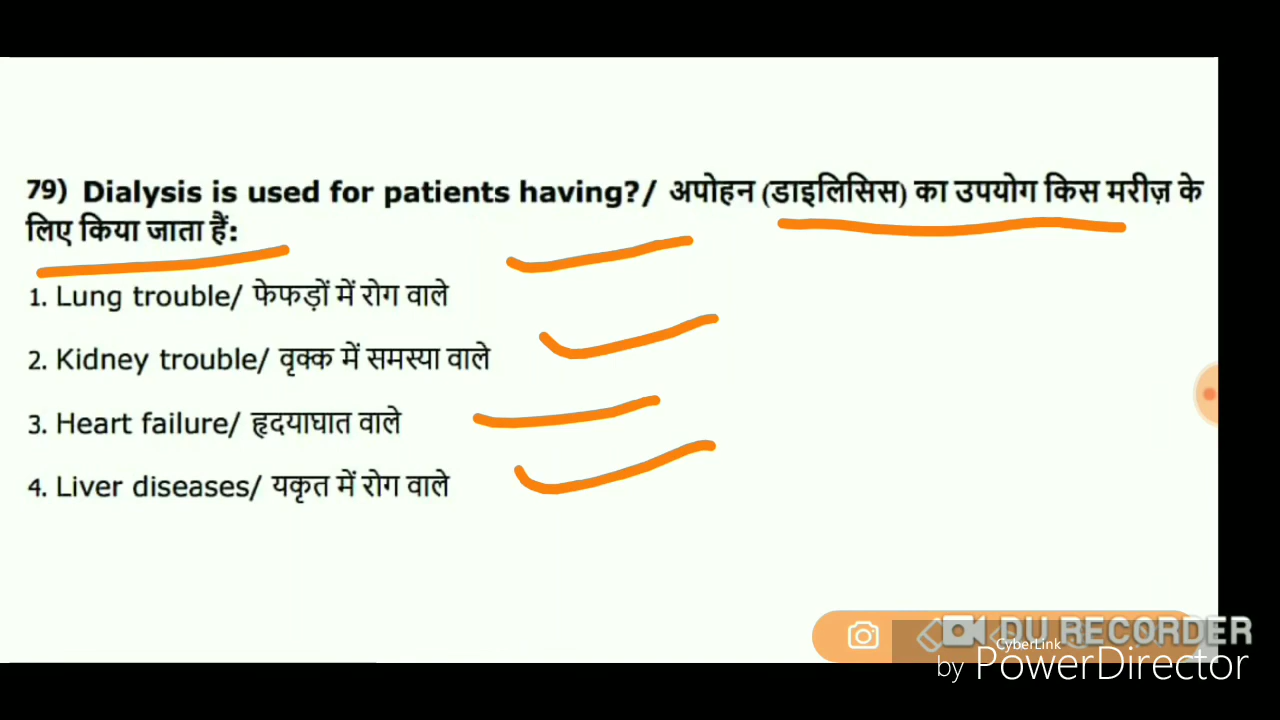 79) Dialysis is used for patients having?/ अपोहन (डाइलिसिस) का उपयोग किस मरीज़ के
लिए किया जाता हैं:
1. Lung trouble/ फेफड़ों में रोग वाले
2. Kidney trouble/ वृक्क में समस्या वाले
3. Heart failure/ हृदयाघात वाले
4. Liver diseases/ यकृत में रोग वाले
DU RECORDER
CyberLink
by PowerDirector